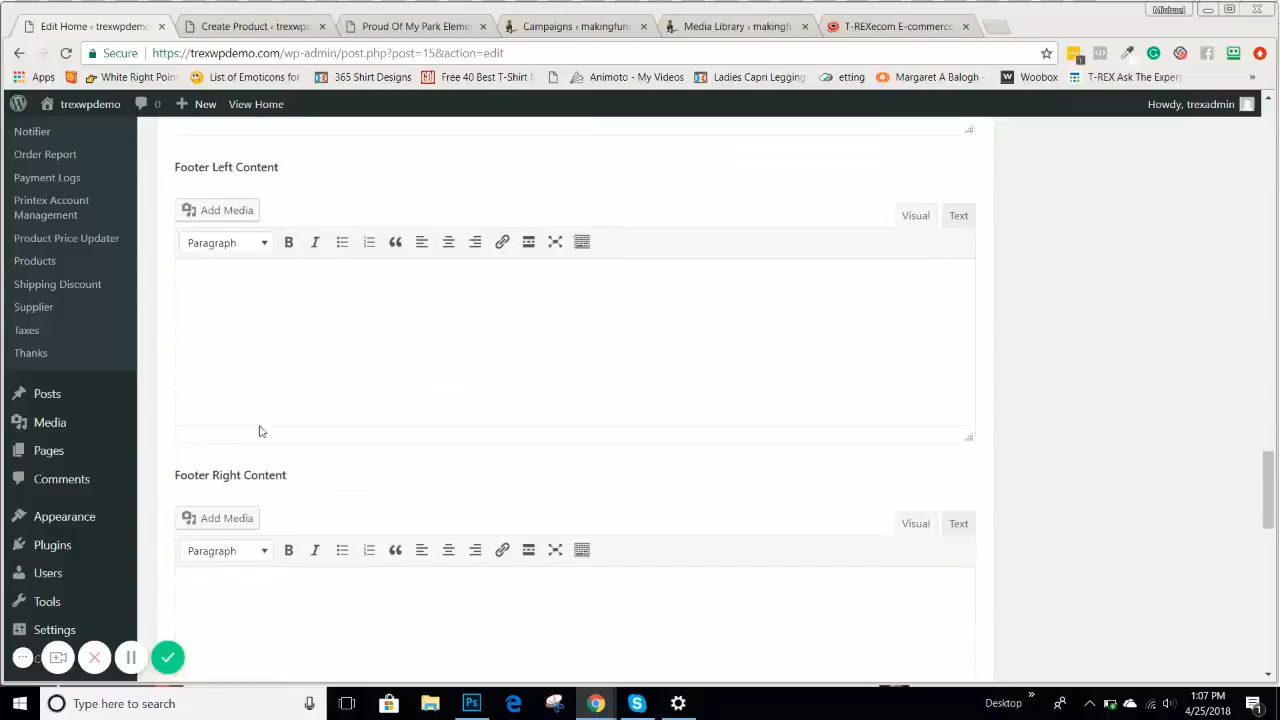 Michael
Edit Home ‹ trexwpdemo
Create Product ‹ trexwp
Proud Of My Park Eleme
Campaigns ‹ makingfun
Media Library ‹ makingf
T-REXecom E-commerce
Secure
https://trexwpdemo.com/wp-admin/post.php?post=15&action=edit
Apps
White Right Poin
List of Emoticons for
365 Shirt Designs
Free 40 Best T-Shirt
Animoto - My Videos
Ladies Capri Legging
etting
Margaret A Balogh -
Woobox
T-REX Ask The Exper
trexwpdemo
0
New
View Home
Howdy, trexadmin
Notifier
Order Report
Payment Logs
Printex Account
Management
Product Price Updater
Products
Shipping Discount
Supplier
Taxes
Thanks
Posts
Media
Pages
Comments
Appearance
Plugins
Users
Tools
Settings
Footer Left Content
Add Media
Visual
Text
Paragraph
B
I
Footer Right Content
Add Media
Visual
Text
Paragraph
B
I
Type here to search
Ps
Desktop
1:07 PM
4/25/2018